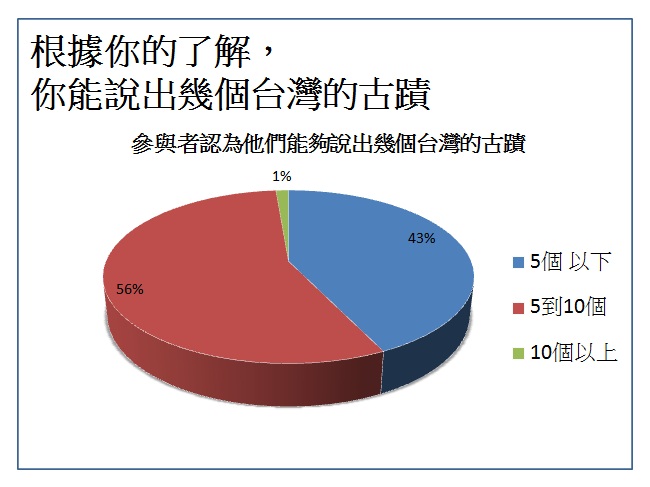 根據你的了解，
你能說出幾個台灣的古蹟
參與者認為他們能夠說出幾個台灣的古蹟
1%
43%
56%
5個 以下
5到10個
10個以上